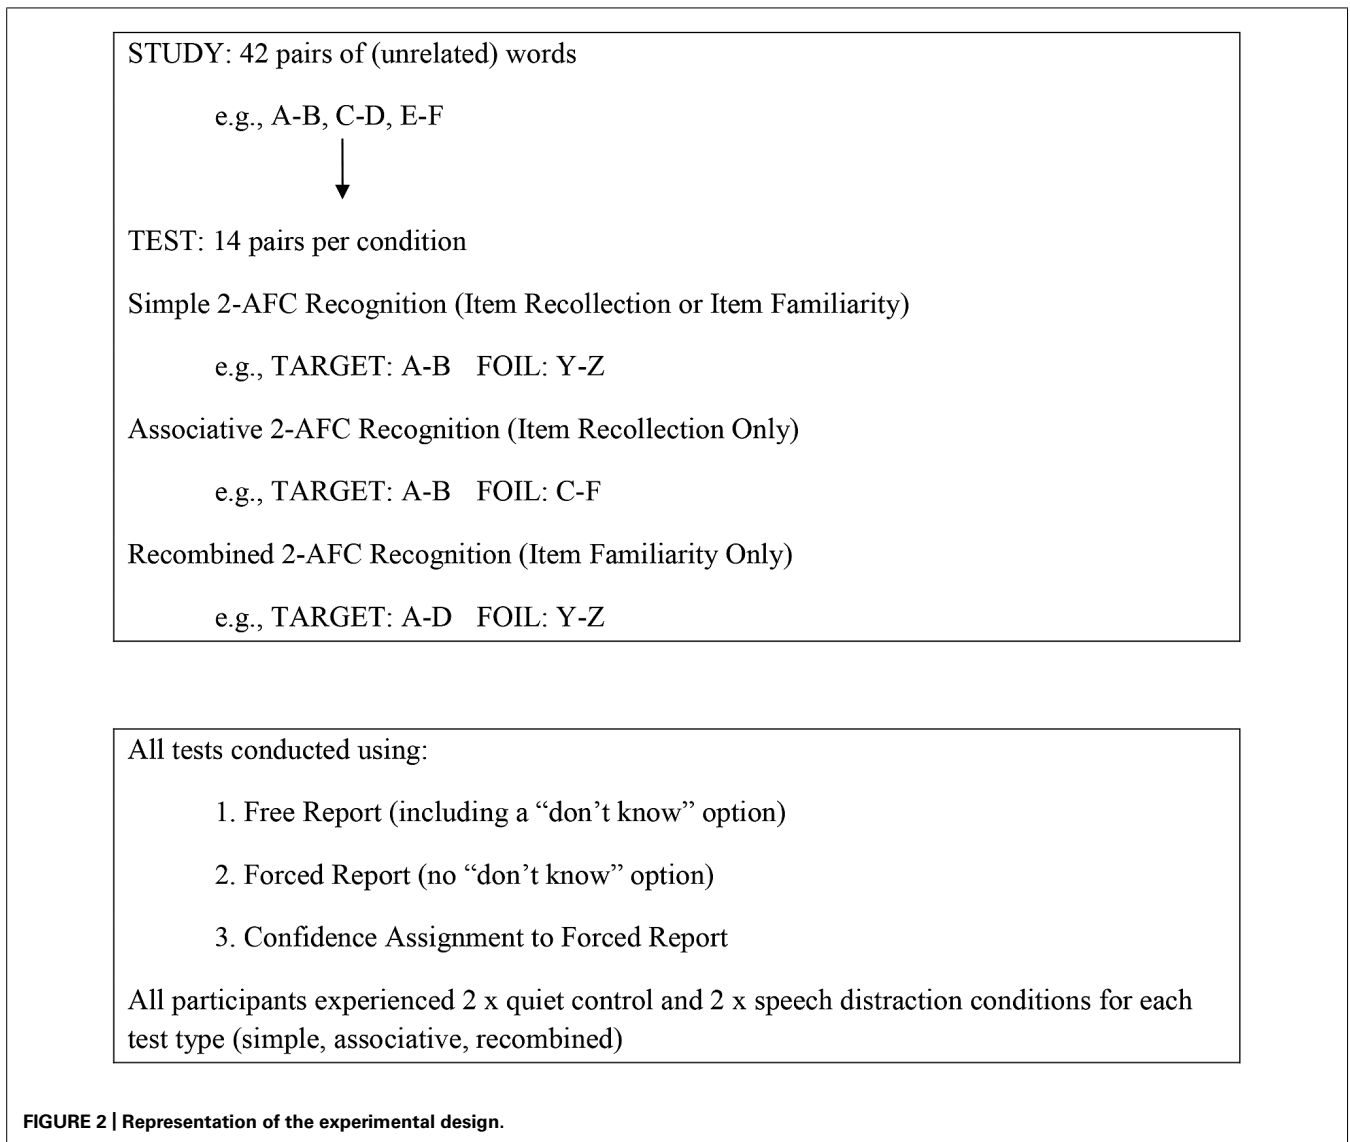 STUDY: 42 pairs of (unrelated) words
e.g., A-B, C-D, E-F
TEST: 14 pairs per condition
Simple 2-AFC Recognition (Item Recollection or Item Familiarity)
e.g., TARGET: A-B FOIL: Y-Z
Associative 2-AFC Recognition (Item Recollection Only)
e.g., TARGET: A-B FOIL: C-F
Recombined 2-AFC Recognition (Item Familiarity Only)
e.g., TARGET: A-D FOIL: Y-Z
All tests conducted using:
1. Free Report (including a “don’t know” option)
2. Forced Report (no “don’t know” option)
3. Confidence Assignment to Forced Report
All participants experienced 2 x quiet control and 2 x speech distraction conditions for each
test type (simple, associative, recombined)
FIGURE 2 | Representation of the experimental design.